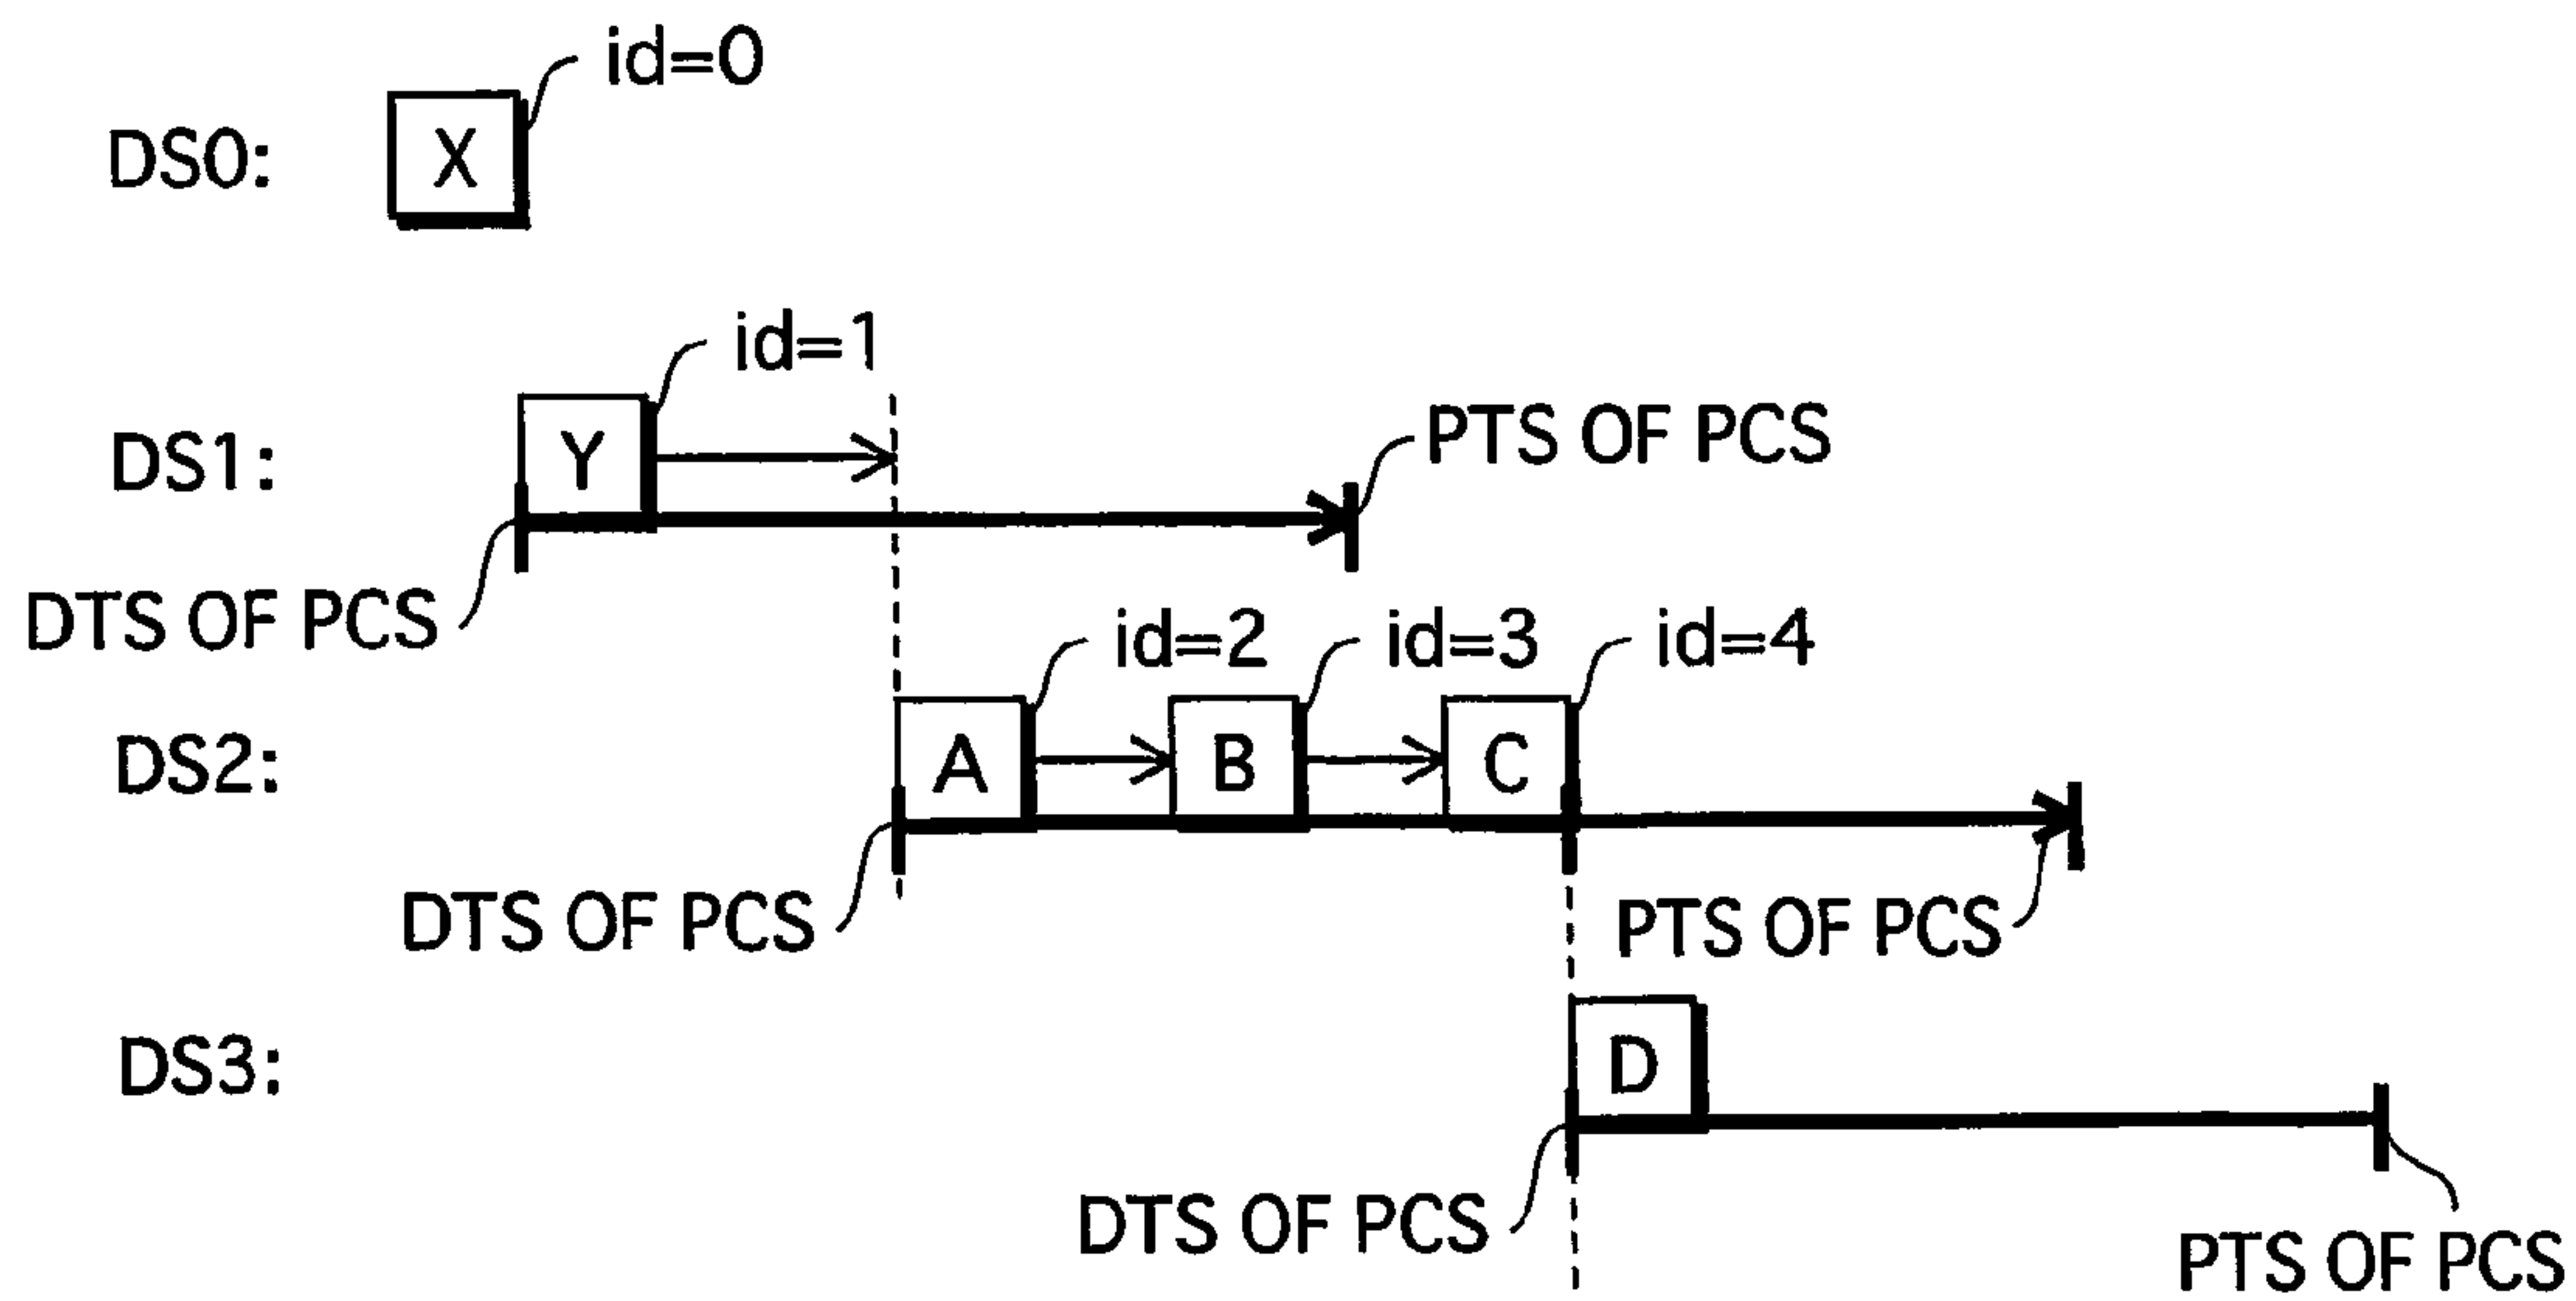 id=0
DS0:
X
id=1
DS1:
Y
PTS OF PCS
DTS OF PCS
id=2
id=3
id=4
DS2:
A
B
C
DTS OF PCS
PTS OF PCS
DS3:
D
DTS OF PCS
PTS OF PCS